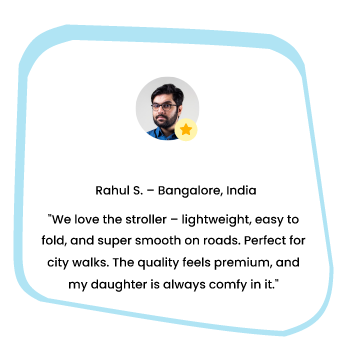 Rahul S. – Bangalore, India
"We love the stroller – lightweight, easy to
fold, and super smooth on roads. Perfect for
city walks. The quality feels premium, and
my daughter is always comfy in it."